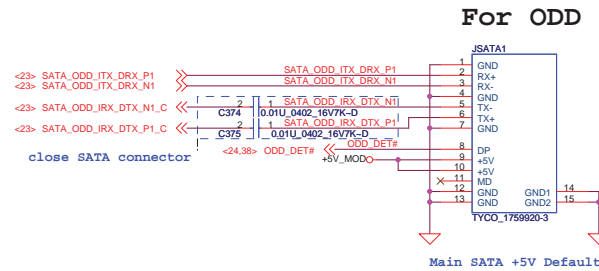 For ODD
JSATA1
<23> SATA_ODD_ITX_DRX_P1 SATA_ODD_ITX_DRX_P1 1 GND
<23> SATA_ODD_ITX_DRX_N1 SATA_ODD_ITX_DRX_N1 2 RX+
3 RX-
4 GND
<23> SATA_ODD_IRX_DTX_N1_C 2 1 SATA_ODD_IRX_DTX_N1 5 TX-
C374 0.01U_0402_16V7K~D
<23> SATA_ODD_IRX_DTX_P1_C 2 1 SATA_ODD_IRX_DTX_P1 6 TX+
C375 0.01U_0402_16V7K~D
7 GND
close SATA connector
<24,38> ODD_DET# ODD_DET# 8 DP
+5V_MOD 9 +5V
10 +5V
11 MD
12 GND GND1 14
13 GND GND2 15
TYCO_1759920-3
Main SATA +5V Default